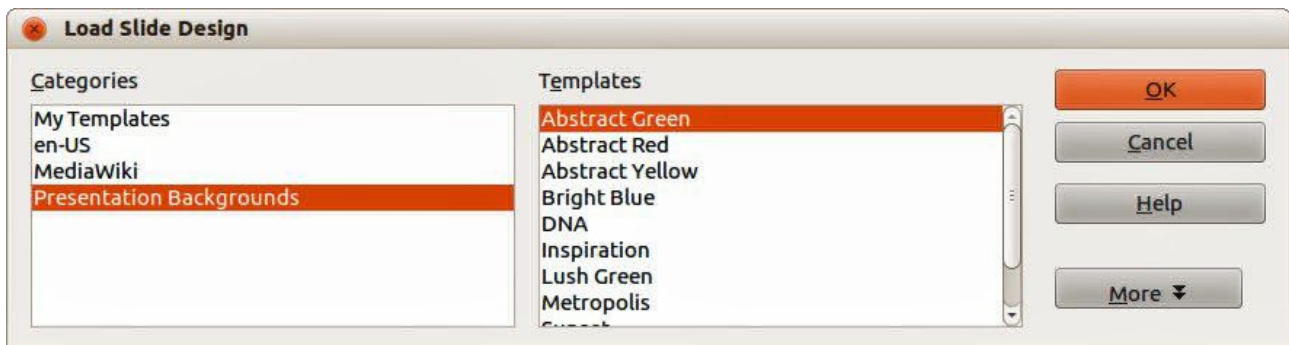 Load Slide Design
Categories
My Templates
en-US
MediaWiki
Presentation Backgrounds
Templates
Abstract Green
Abstract Red
Abstract Yellow
Bright Blue
DNA
Inspiration
Lush Green
Metropolis
OK
Cancel
Help
More